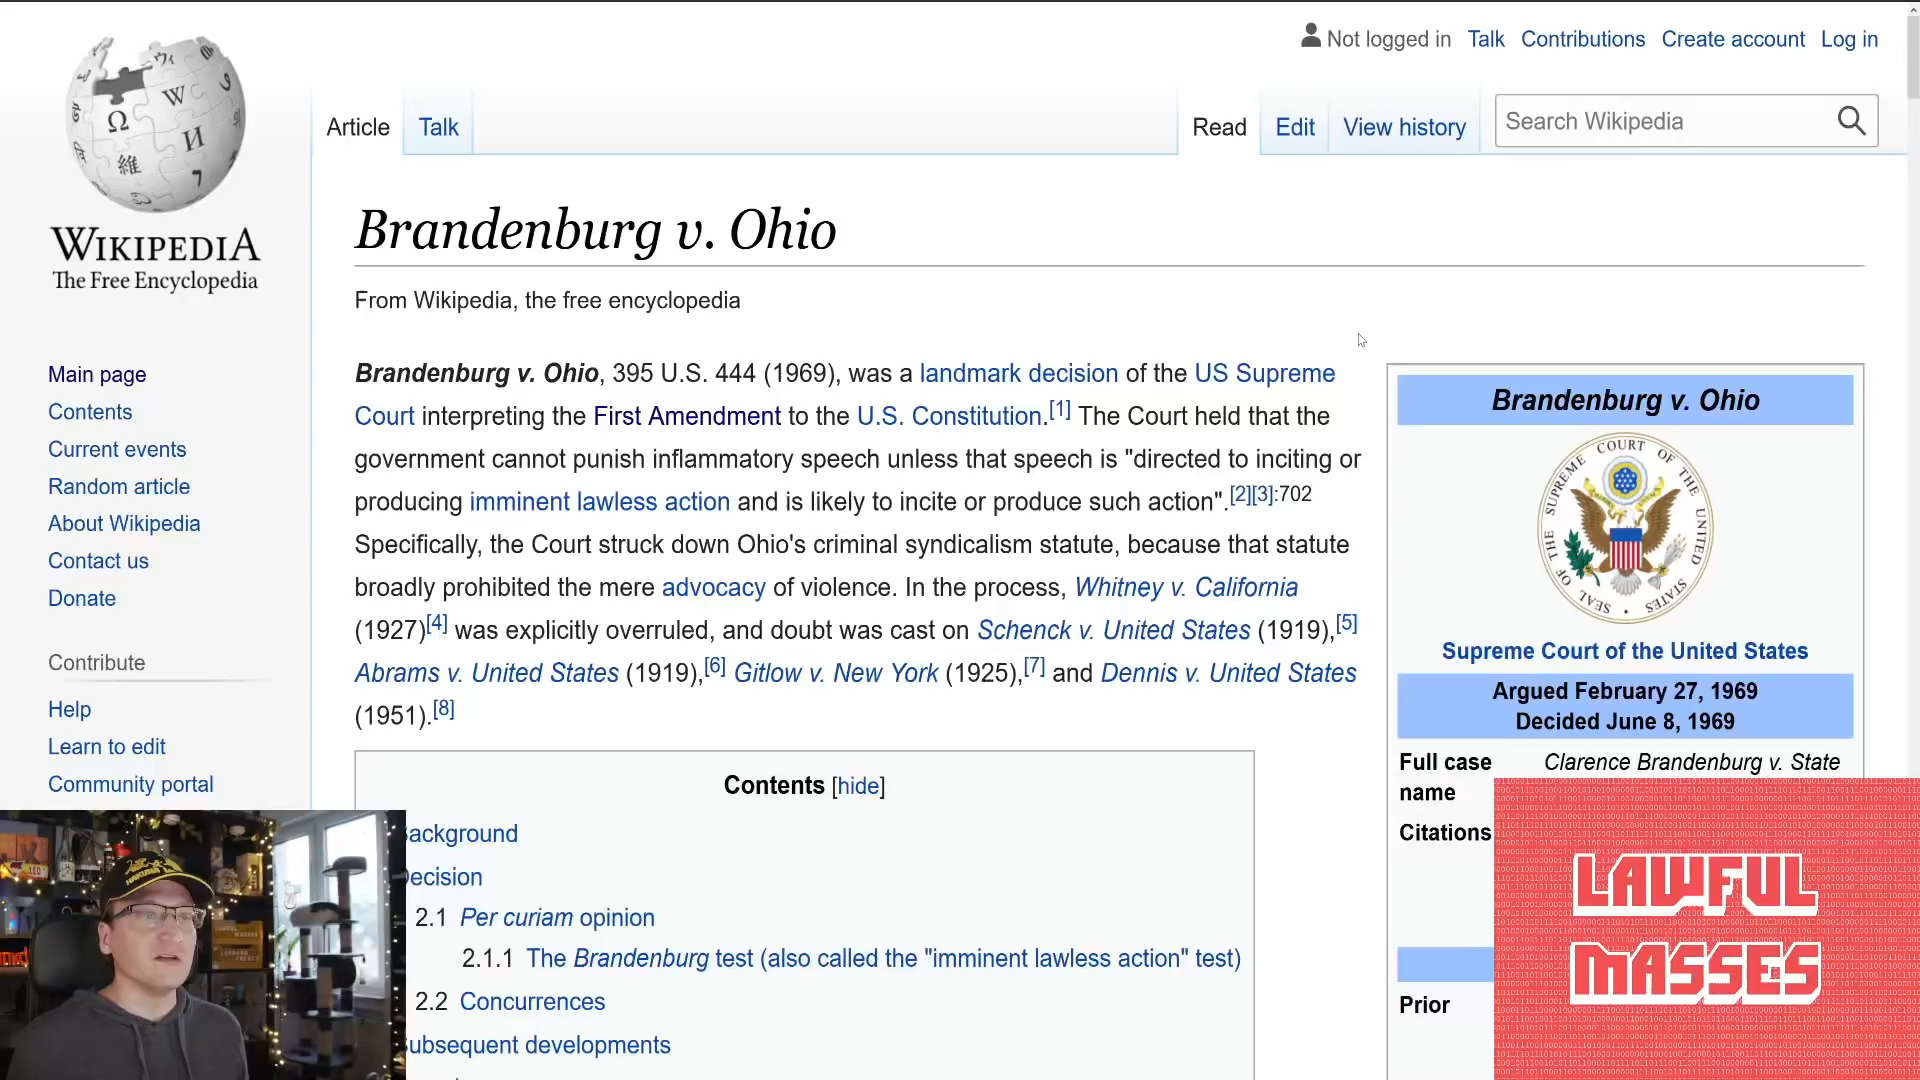 Not logged in Talk Contributions Create account Log in
Article Talk Read Edit View history Search Wikipedia
WIKIPEDIA
The Free Encyclopedia
Brandenburg v. Ohio
From Wikipedia, the free encyclopedia
Main page
Contents
Current events
Random article
About Wikipedia
Contact us
Donate
Contribute
Help
Learn to edit
Community portal
Brandenburg v. Ohio, 395 U.S. 444 (1969), was a landmark decision of the US Supreme
Court interpreting the First Amendment to the U.S. Constitution.[1] The Court held that the
government cannot punish inflammatory speech unless that speech is "directed to inciting or
producing imminent lawless action and is likely to incite or produce such action".[2][3]:702
Specifically, the Court struck down Ohio's criminal syndicalism statute, because that statute
broadly prohibited the mere advocacy of violence. In the process, Whitney v. California
(1927)[4] was explicitly overruled, and doubt was cast on Schenck v. United States (1919),[5]
Abrams v. United States (1919),[6] Gitlow v. New York (1925),[7] and Dennis v. United States
(1951).[8]
Contents [hide]
ackground
ecision
2.1 Per curiam opinion
2.1.1 The Brandenburg test (also called the "imminent lawless action" test)
2.2 Concurrences
ubsequent developments
Brandenburg v. Ohio
SEAL OF THE SUPREME COURT OF THE UNITED STATES
Supreme Court of the United States
Argued February 27, 1969
Decided June 8, 1969
Full case name Clarence Brandenburg v. State
Citations
Prior
LAWFUL
MASSES